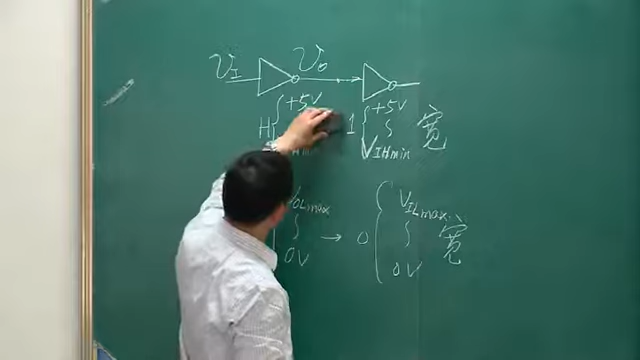 V_I V_o
+5V +5V
H 1 宽
V_IHmin
V_OLmax V_ILmax 宽
0
0V 0V